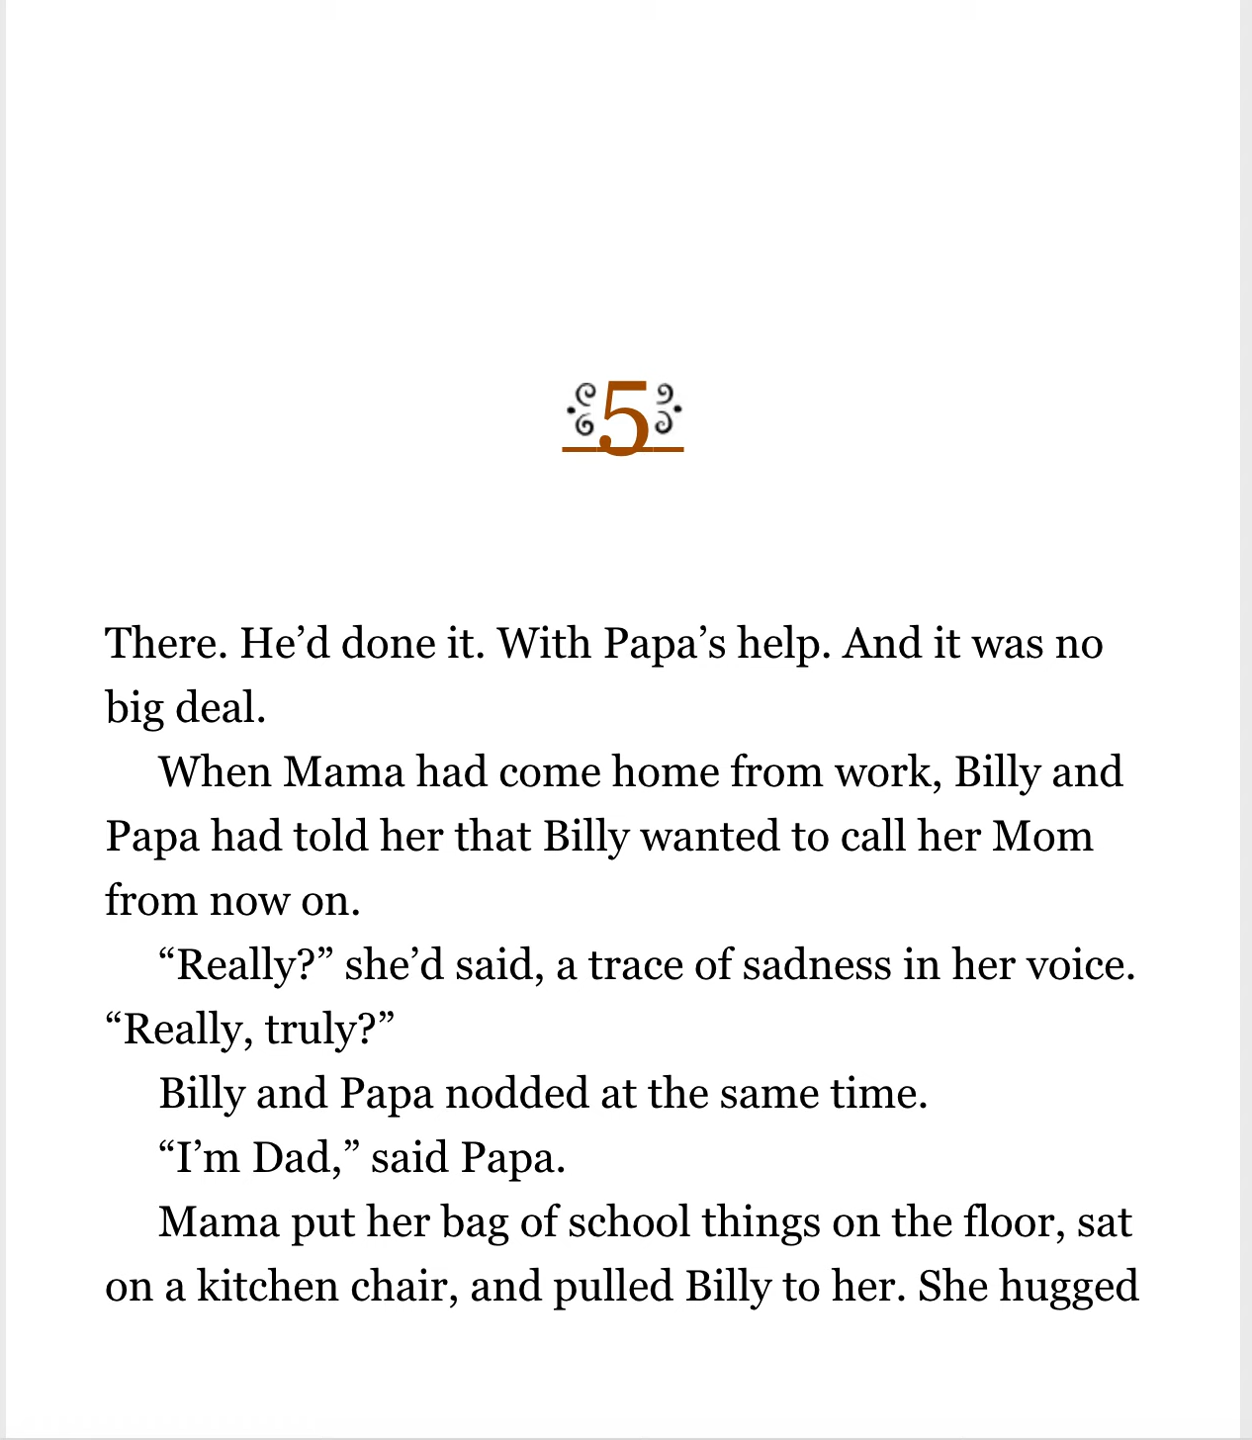 5
There. He’d done it. With Papa’s help. And it was no
big deal.
When Mama had come home from work, Billy and
Papa had told her that Billy wanted to call her Mom
from now on.
“Really?” she’d said, a trace of sadness in her voice.
“Really, truly?”
Billy and Papa nodded at the same time.
“I’m Dad,” said Papa.
Mama put her bag of school things on the floor, sat
on a kitchen chair, and pulled Billy to her. She hugged